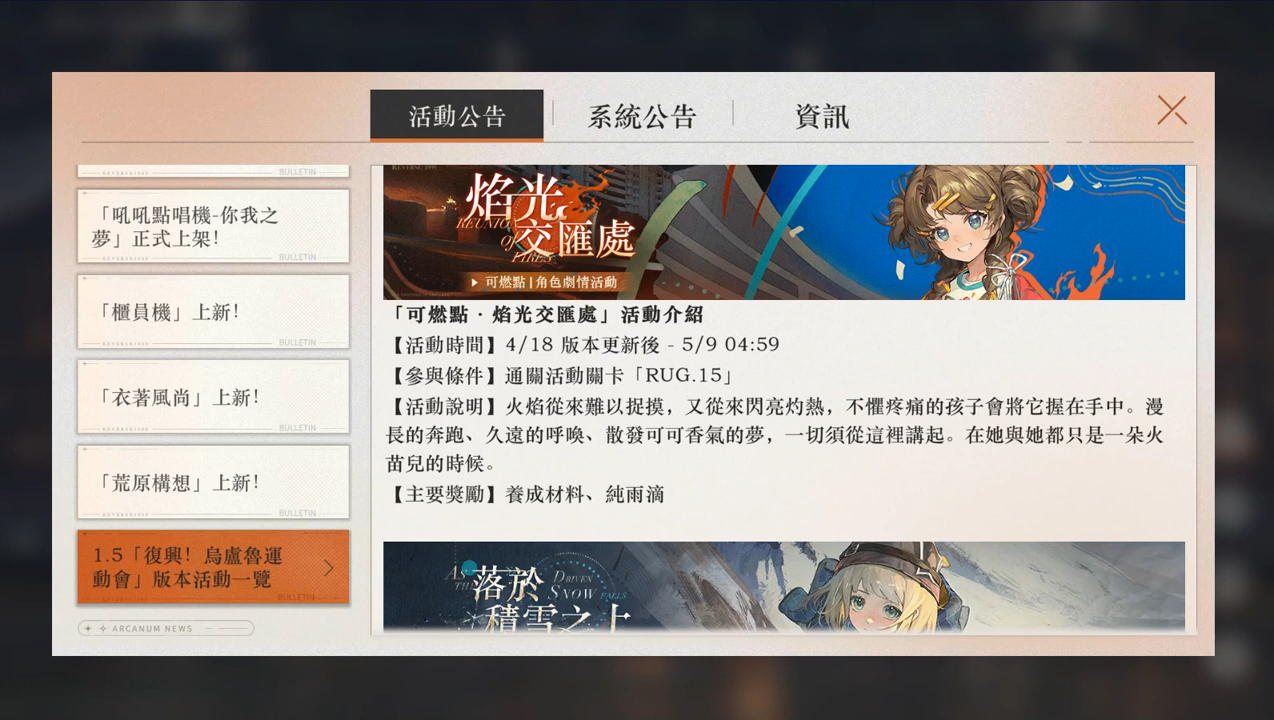 活動公告
系統公告
資訊
BULLETIN
「吼吼點唱機-你我之
夢」正式上架！
BULLETIN
「櫃員機」上新！
BULLETIN
「衣著風尚」上新！
BULLETIN
「荒原構想」上新！
BULLETIN
1.5「復興！烏盧魯運
動會」版本活動一覽
BULLETIN
ARCANUM NEWS
焰光
交匯處
REUNION
OF
FIRES
可燃點 | 角色劇情活動
「可燃點 · 焰光交匯處」活動介紹
【活動時間】4/18 版本更新後 - 5/9 04:59
【參與條件】通關活動關卡「RUG.15」
【活動說明】火焰從來難以捉摸，又從來閃亮灼熱，不懼疼痛的孩子會將它握在手中。漫
長的奔跑、久遠的呼喚、散發可可香氣的夢，一切須從這裡講起。在她與她都只是一朵火
苗兒的時候。
【主要獎勵】養成材料、純雨滴
落於
積雪之上
DRIVEN
SNOW FALLS